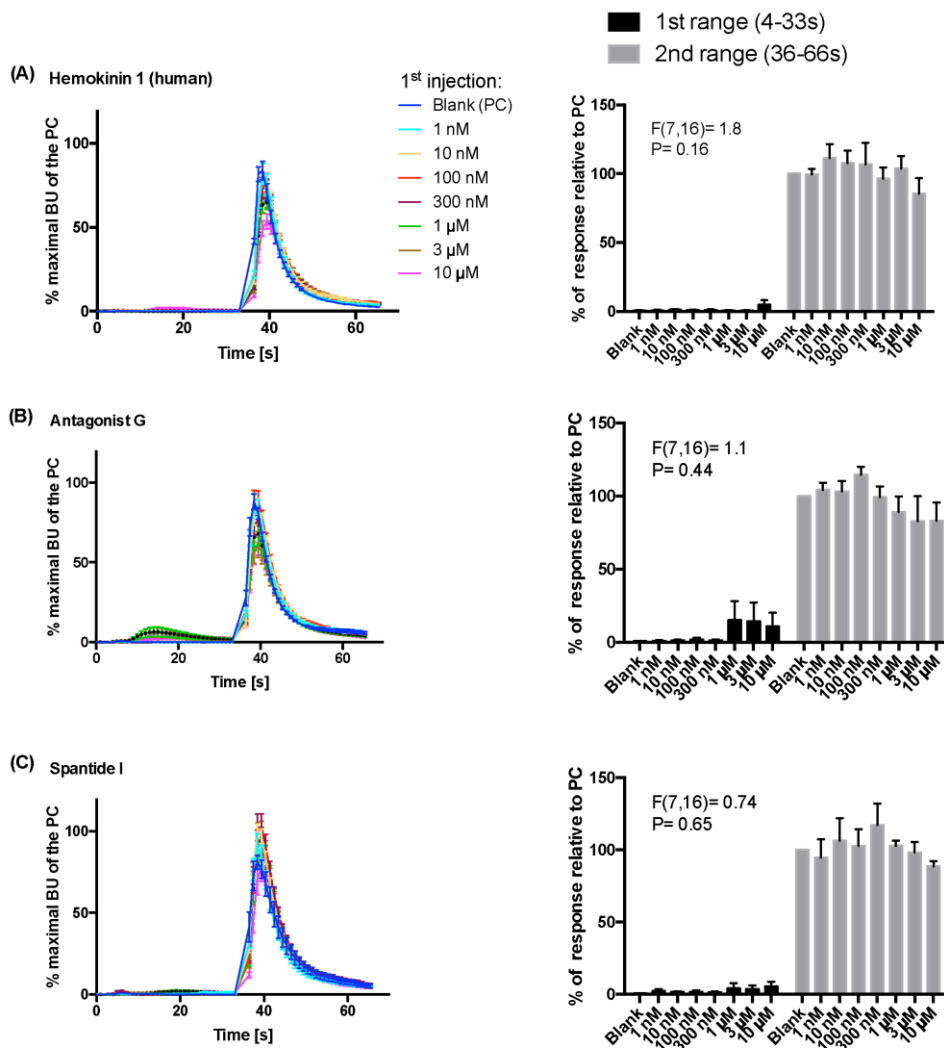 1st range (4-33s)
2nd range (36-66s)
(A) Hemokinin 1 (human)
1st injection:
Blank (PC)
1 nM
10 nM
100 nM
300 nM
1 µM
3 µM
10 µM
% maximal BU of the PC
100
50
0
0 20 40 60
Time [s]
% of response relative to PC
150
100
50
0
F(7,16)= 1.8
P= 0.16
Blank 1 nM 10 nM 100 nM 300 nM 1 µM 3 µM 10 µM Blank 1 nM 10 nM 100 nM 300 nM 1 µM 3 µM 10 µM
(B) Antagonist G
% maximal BU of the PC
100
50
0
0 20 40 60
Time [s]
% of response relative to PC
150
100
50
0
F(7,16)= 1.1
P= 0.44
Blank 1 nM 10 nM 100 nM 300 nM 1 µM 3 µM 10 µM Blank 1 nM 10 nM 100 nM 300 nM 1 µM 3 µM 10 µM
(C) Spantide I
% maximal BU of the PC
100
50
0
0 20 40 60
Time [s]
% of response relative to PC
150
100
50
0
F(7,16)= 0.74
P= 0.65
Blank 1 nM 10 nM 100 nM 300 nM 1 µM 3 µM 10 µM Blank 1 nM 10 nM 100 nM 300 nM 1 µM 3 µM 10 µM